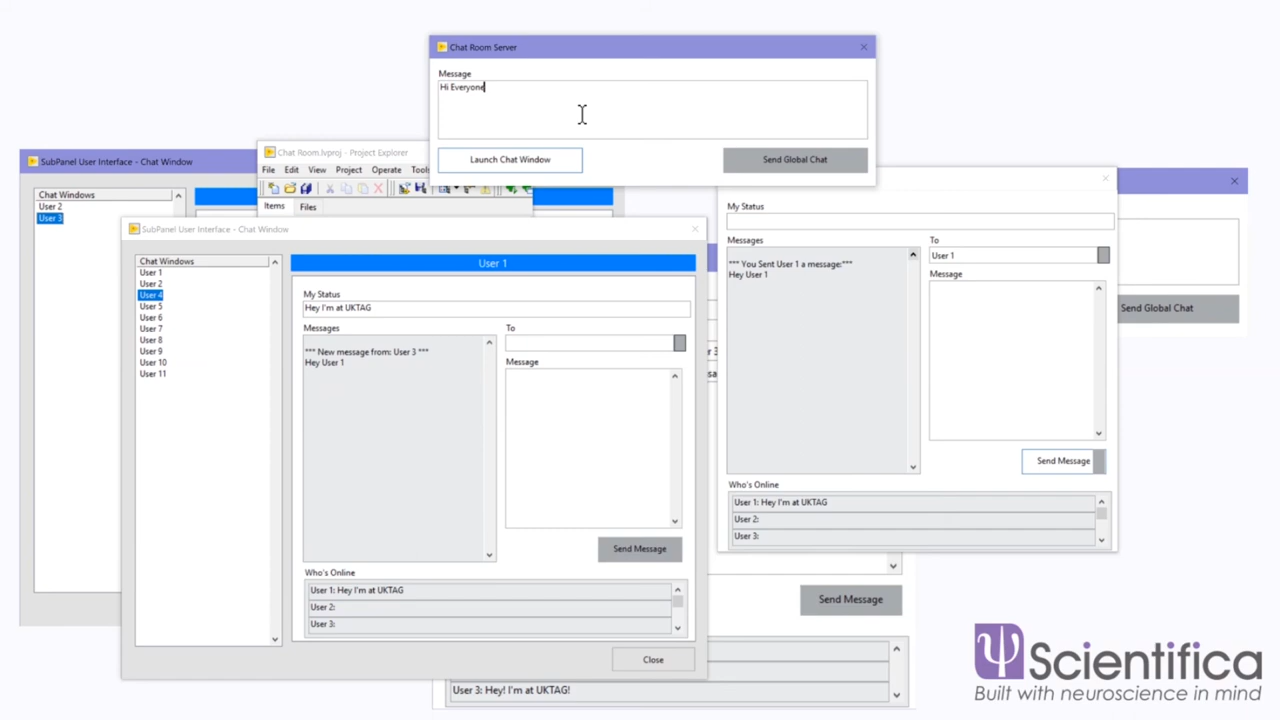 Chat Room Server
Message
Hi Everyone
Launch Chat Window
Send Global Chat
SubPanel User Interface - Chat Window
Chat Windows
User 2
User 3
Chat Room.lvproj - Project Explorer
File Edit View Project Operate Tools
Items Files
SubPanel User Interface - Chat Window
Chat Windows
User 1
User 2
User 4
User 5
User 6
User 7
User 8
User 9
User 10
User 11
User 1
My Status
Hey I'm at UKTAG
Messages
*** New message from: User 3 ***
Hey User 1
To
Message
Send Message
Who's Online
User 1: Hey I'm at UKTAG
User 2:
User 3:
Close
My Status
Messages
*** You Sent User 1 a message:***
Hey User 1
To
User 1
Message
Send Message
Who's Online
User 1: Hey I'm at UKTAG
User 2:
User 3:
Send Global Chat
Send Message
User 3: Hey! I'm at UKTAG!
Scientifica
Built with neuroscience in mind